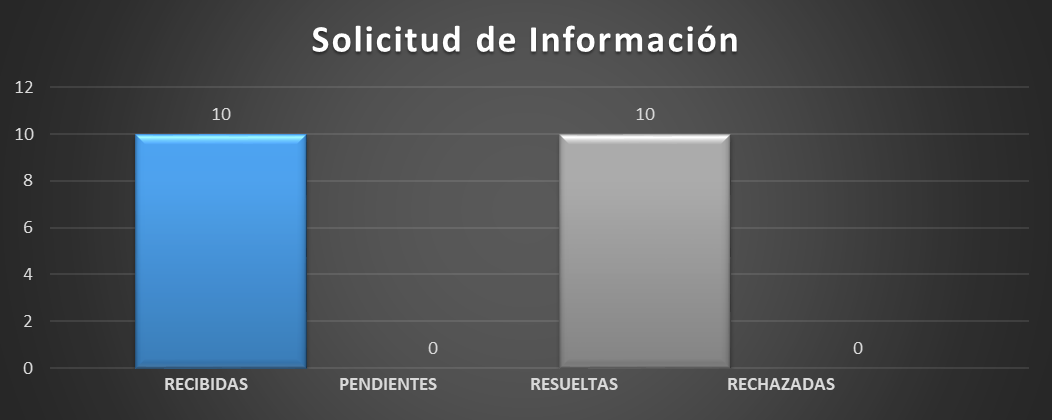 Solicitud de Información
12
10
8
6
4
2
0
10
0
10
0
RECIBIDAS
PENDIENTES
RESUELTAS
RECHAZADAS